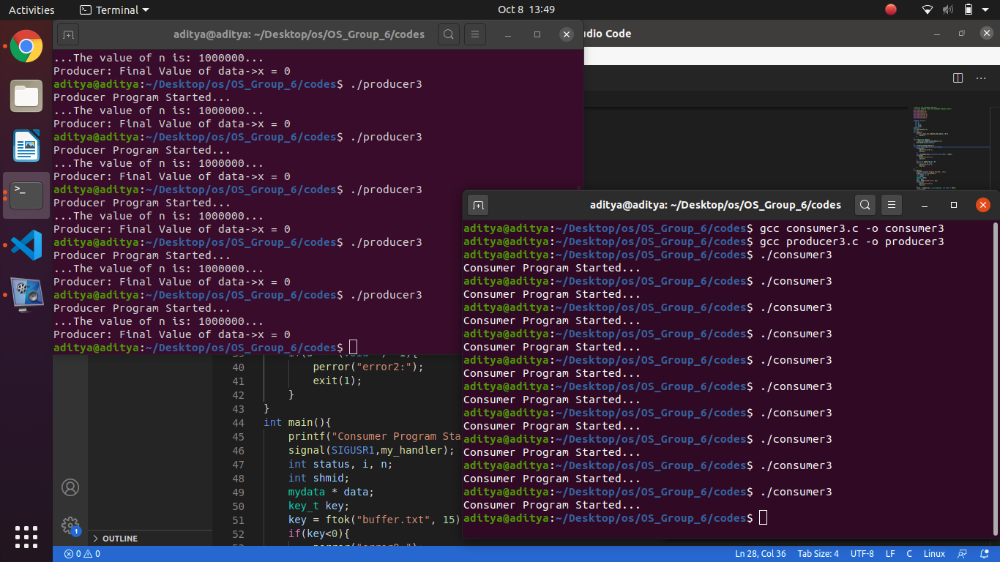 Activities
Terminal
Oct 8 13:49
aditya@aditya: ~/Desktop/os/OS_Group_6/codes
...The value of n is: 1000000...
Producer: Final Value of data->x = 0
aditya@aditya:~/Desktop/os/OS_Group_6/codes$ ./producer3
Producer Program Started...
...The value of n is: 1000000...
Producer: Final Value of data->x = 0
aditya@aditya:~/Desktop/os/OS_Group_6/codes$ ./producer3
Producer Program Started...
...The value of n is: 1000000...
Producer: Final Value of data->x = 0
aditya@aditya:~/Desktop/os/OS_Group_6/codes$ ./producer3
Producer Program Started...
...The value of n is: 1000000...
Producer: Final Value of data->x = 0
aditya@aditya:~/Desktop/os/OS_Group_6/codes$ ./producer3
Producer Program Started...
...The value of n is: 1000000...
Producer: Final Value of data->x = 0
aditya@aditya:~/Desktop/os/OS_Group_6/codes$ ./producer3
Producer Program Started...
...The value of n is: 1000000...
Producer: Final Value of data->x = 0
aditya@aditya:~/Desktop/os/OS_Group_6/codes$
dio Code
aditya@aditya: ~/Desktop/os/OS_Group_6/codes
aditya@aditya:~/Desktop/os/OS_Group_6/codes$ gcc consumer3.c -o consumer3
aditya@aditya:~/Desktop/os/OS_Group_6/codes$ gcc producer3.c -o producer3
aditya@aditya:~/Desktop/os/OS_Group_6/codes$ ./consumer3
Consumer Program Started...
aditya@aditya:~/Desktop/os/OS_Group_6/codes$ ./consumer3
Consumer Program Started...
aditya@aditya:~/Desktop/os/OS_Group_6/codes$ ./consumer3
Consumer Program Started...
aditya@aditya:~/Desktop/os/OS_Group_6/codes$ ./consumer3
Consumer Program Started...
aditya@aditya:~/Desktop/os/OS_Group_6/codes$ ./consumer3
Consumer Program Started...
aditya@aditya:~/Desktop/os/OS_Group_6/codes$ ./consumer3
Consumer Program Started...
aditya@aditya:~/Desktop/os/OS_Group_6/codes$ ./consumer3
Consumer Program Started...
aditya@aditya:~/Desktop/os/OS_Group_6/codes$ ./consumer3
Consumer Program Started...
aditya@aditya:~/Desktop/os/OS_Group_6/codes$ ./consumer3
Consumer Program Started...
aditya@aditya:~/Desktop/os/OS_Group_6/codes$ ./consumer3
Consumer Program Started...
aditya@aditya:~/Desktop/os/OS_Group_6/codes$
40 perror("error2:");
41 exit(1);
42 }
43 }
44 int main(){
45 printf("Consumer Program Sta
46 signal(SIGUSR1,my_handler);
47 int status, i, n;
48 int shmid;
49 mydata * data;
50 key_t key;
51 key = ftok("buffer.txt", 15)
52 if(key<0){
1
OUTLINE
0 0
Ln 28, Col 36 Tab Size: 4 UTF-8 LF C Linux